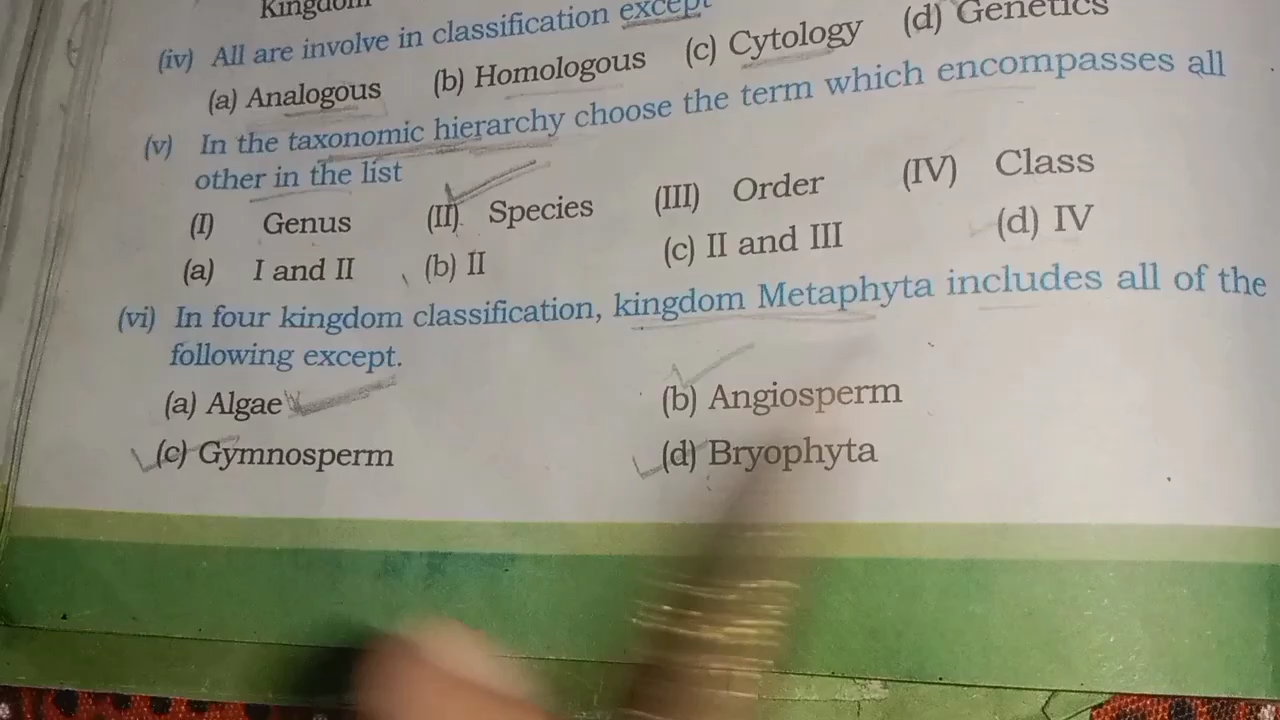 Kingdom
(iv) All are involve in classification except
(a) Analogous (b) Homologous (c) Cytology (d) Genetics
(v) In the taxonomic hierarchy choose the term which encompasses all
other in the list
(I) Genus (II) Species (III) Order (IV) Class
(a) I and II (b) II (c) II and III (d) IV
(vi) In four kingdom classification, kingdom Metaphyta includes all of the
following except.
(a) Algae (b) Angiosperm
(c) Gymnosperm (d) Bryophyta